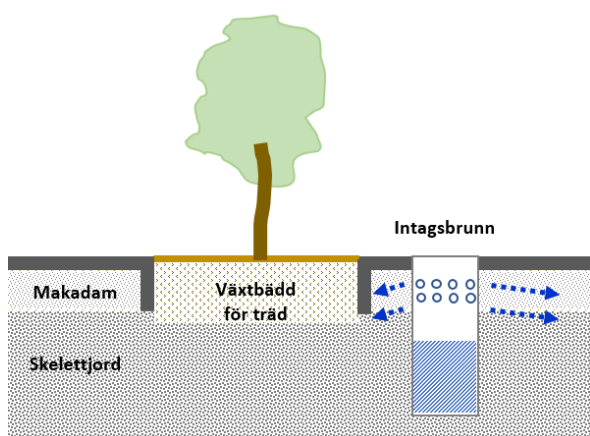 Intagsbrunn
Makadam
Växtbädd
för träd
Skelettjord